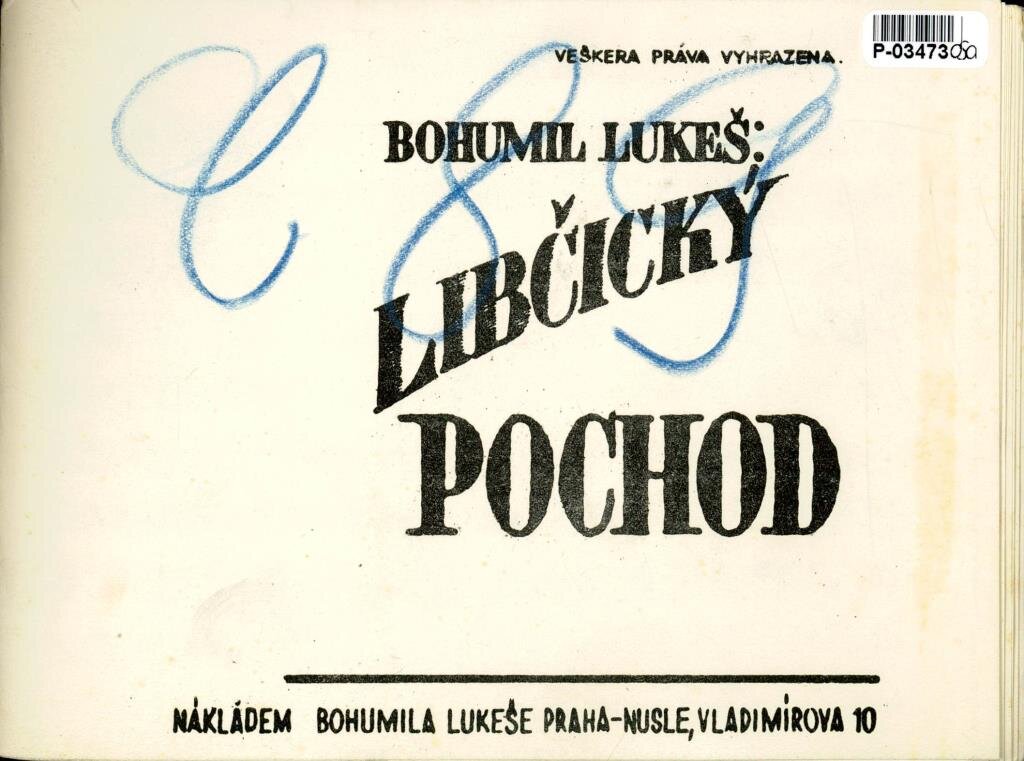 P-03473
VEŠKERA PRÁVA VYHRAZENA.
BOHUMIL LUKEŠ:
LIBČICKÝ
POCHOD
NÁKLÁDEM BOHUMILA LUKEŠE PRAHA-NUSLE, VLADIMÍROVA 10